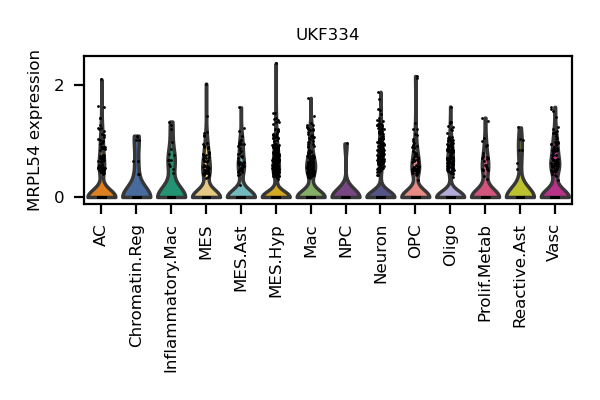 UKF334
MRPL54 expression
2
0
AC
Chromatin.Reg
Inflammatory.Mac
MES
MES.Ast
MES.Hyp
Mac
NPC
Neuron
OPC
Oligo
Prolif.Metab
Reactive.Ast
Vasc